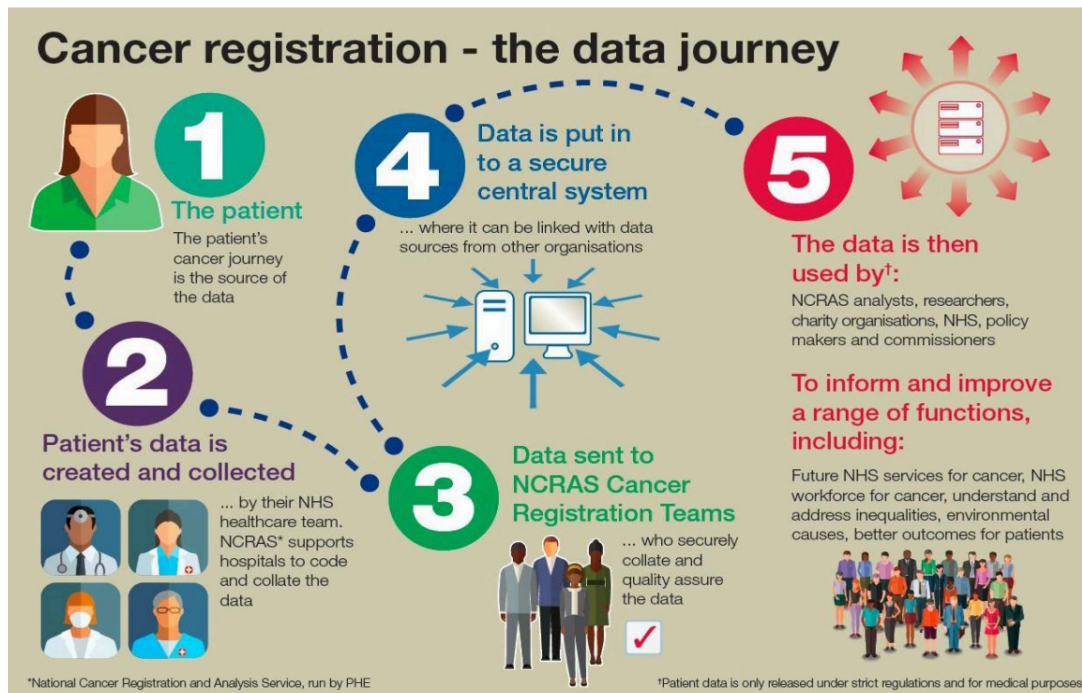 Cancer registration - the data journey
1
The patient
The patient's
cancer journey
is the source of
the data
2
Patient's data is
created and collected
... by their NHS
healthcare team.
NCRAS* supports
hospitals to code
and collate the
data
3
Data sent to
NCRAS Cancer
Registration Teams
... who securely
collate and
quality assure
the data
4
Data is put in
to a secure
central system
... where it can be linked with data
sources from other organisations
5
The data is then
used by†:
NCRAS analysts, researchers,
charity organisations, NHS, policy
makers and commissioners
To inform and improve
a range of functions,
including:
Future NHS services for cancer, NHS
workforce for cancer, understand and
address inequalities, environmental
causes, better outcomes for patients
*National Cancer Registration and Analysis Service, run by PHE
†Patient data is only released under strict regulations and for medical purposes